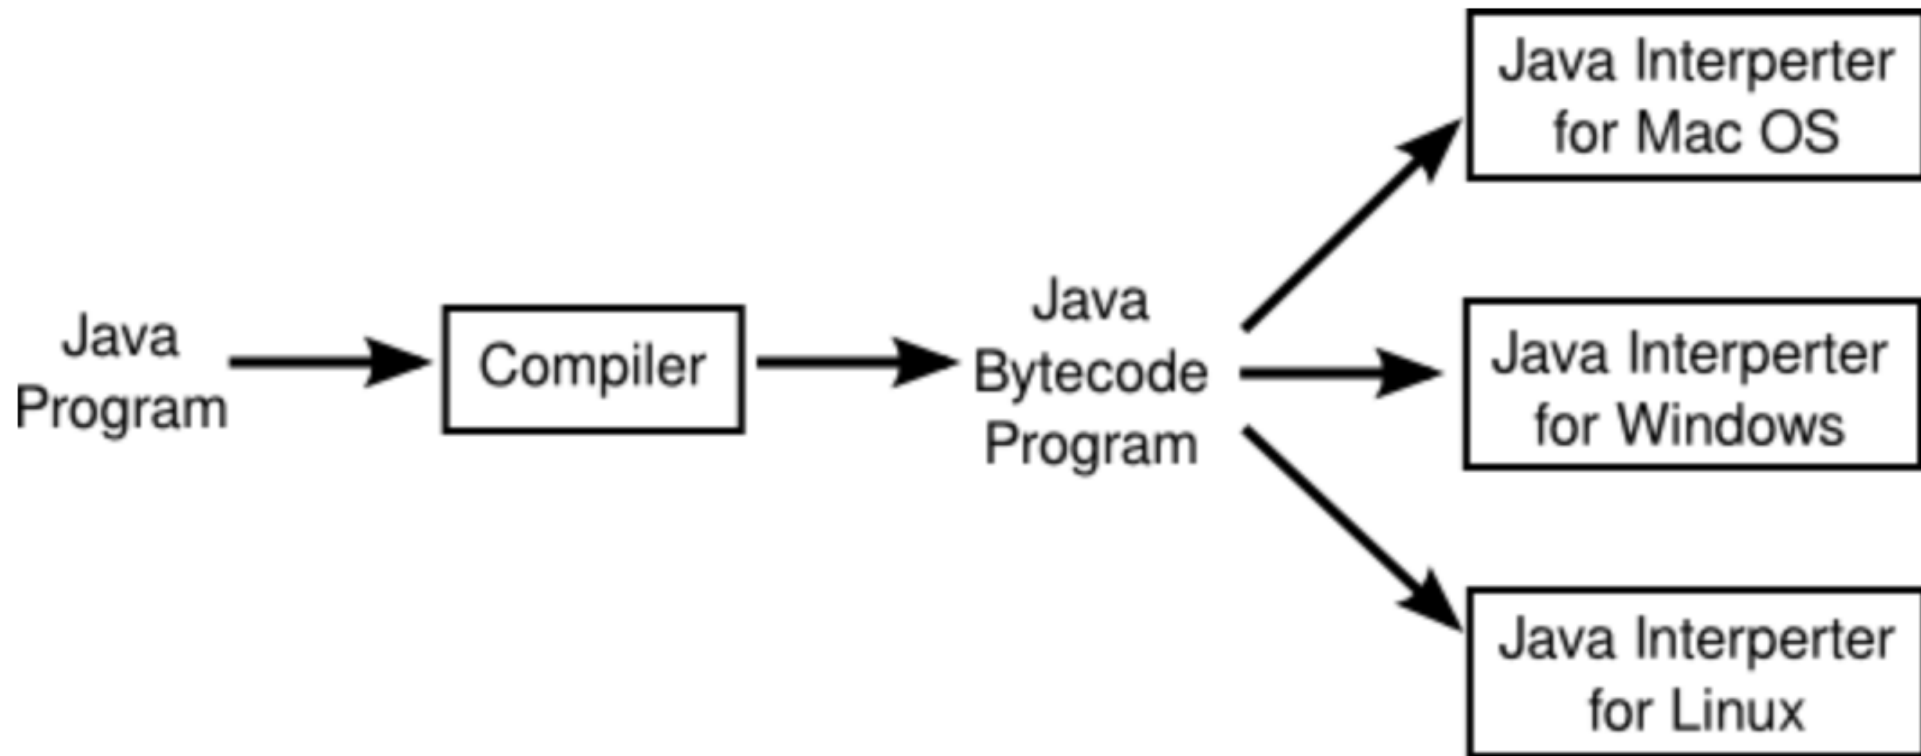 Java
Program
Compiler
Java
Bytecode
Program
Java Interperter
for Mac OS
Java Interperter
for Windows
Java Interperter
for Linux